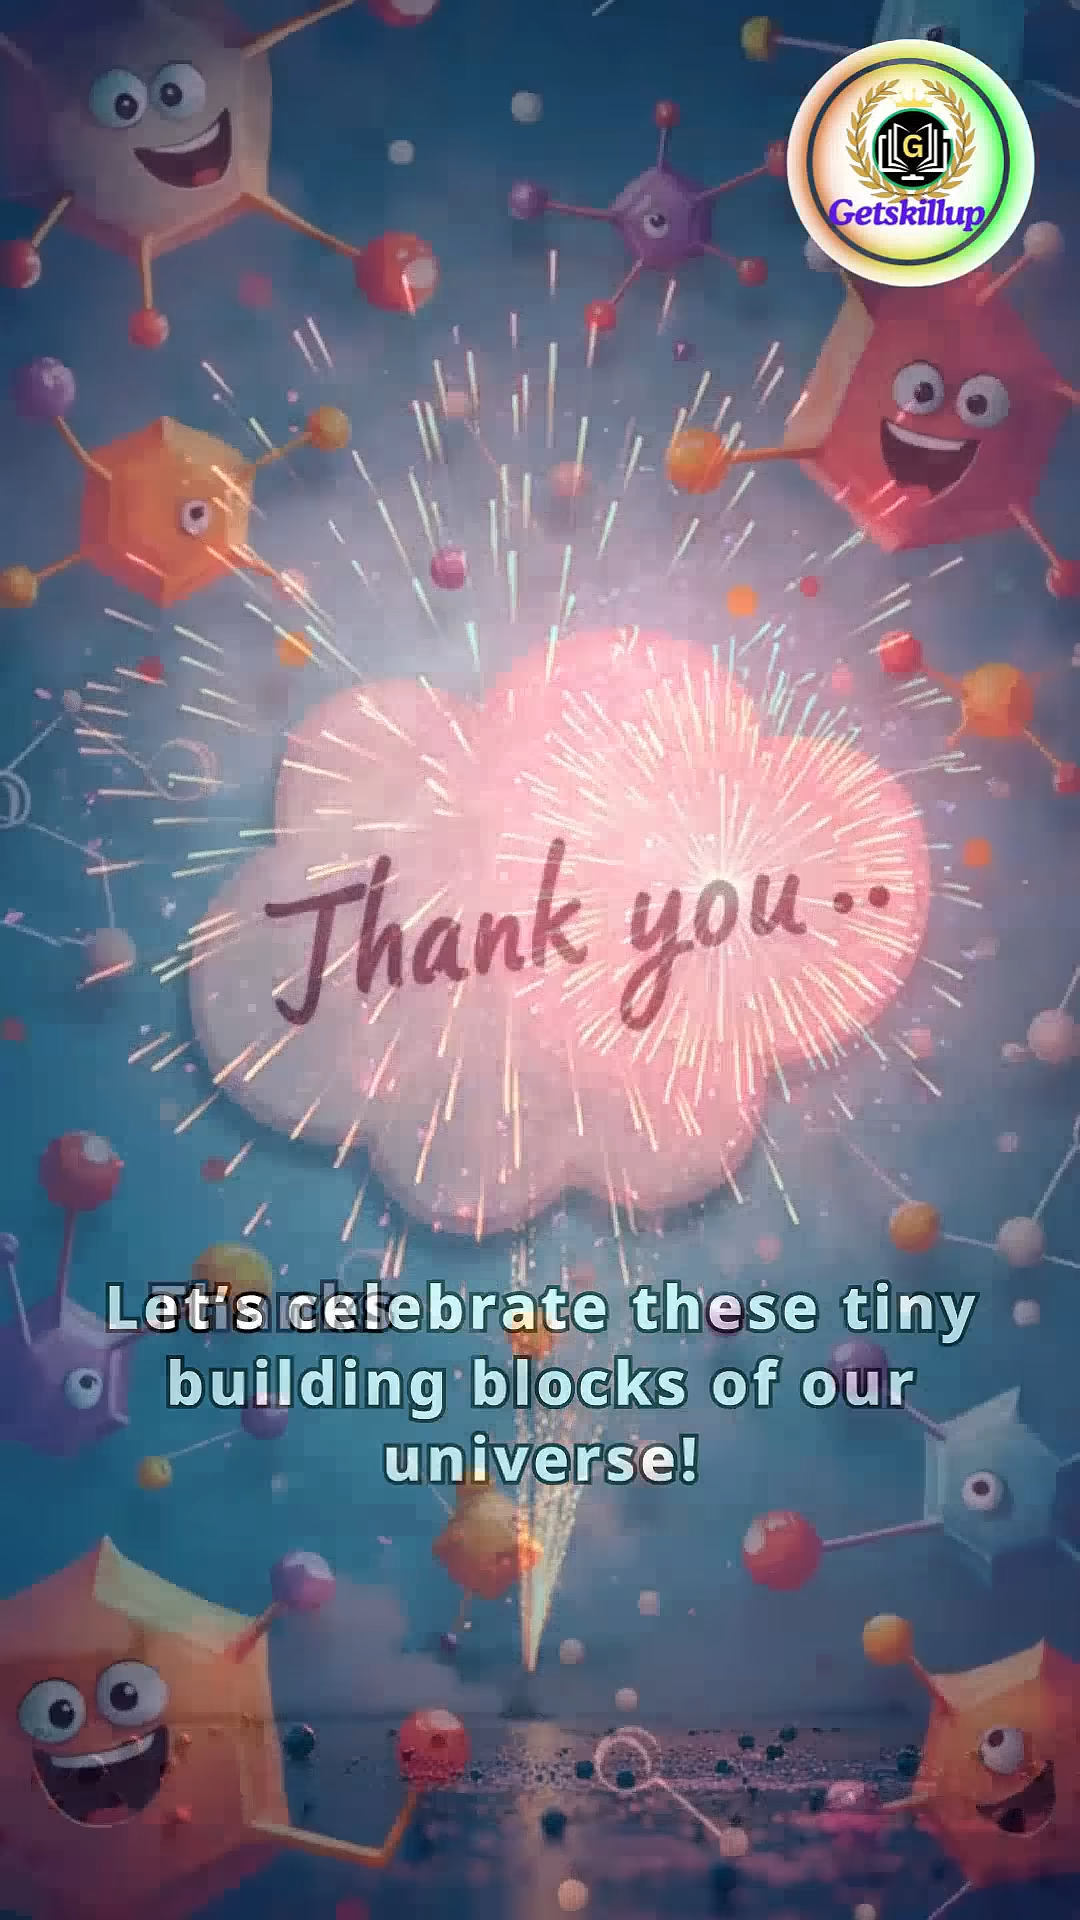 G
Getskillup
Thank you..
Let's celebrate these tiny
building blocks of our
universe!